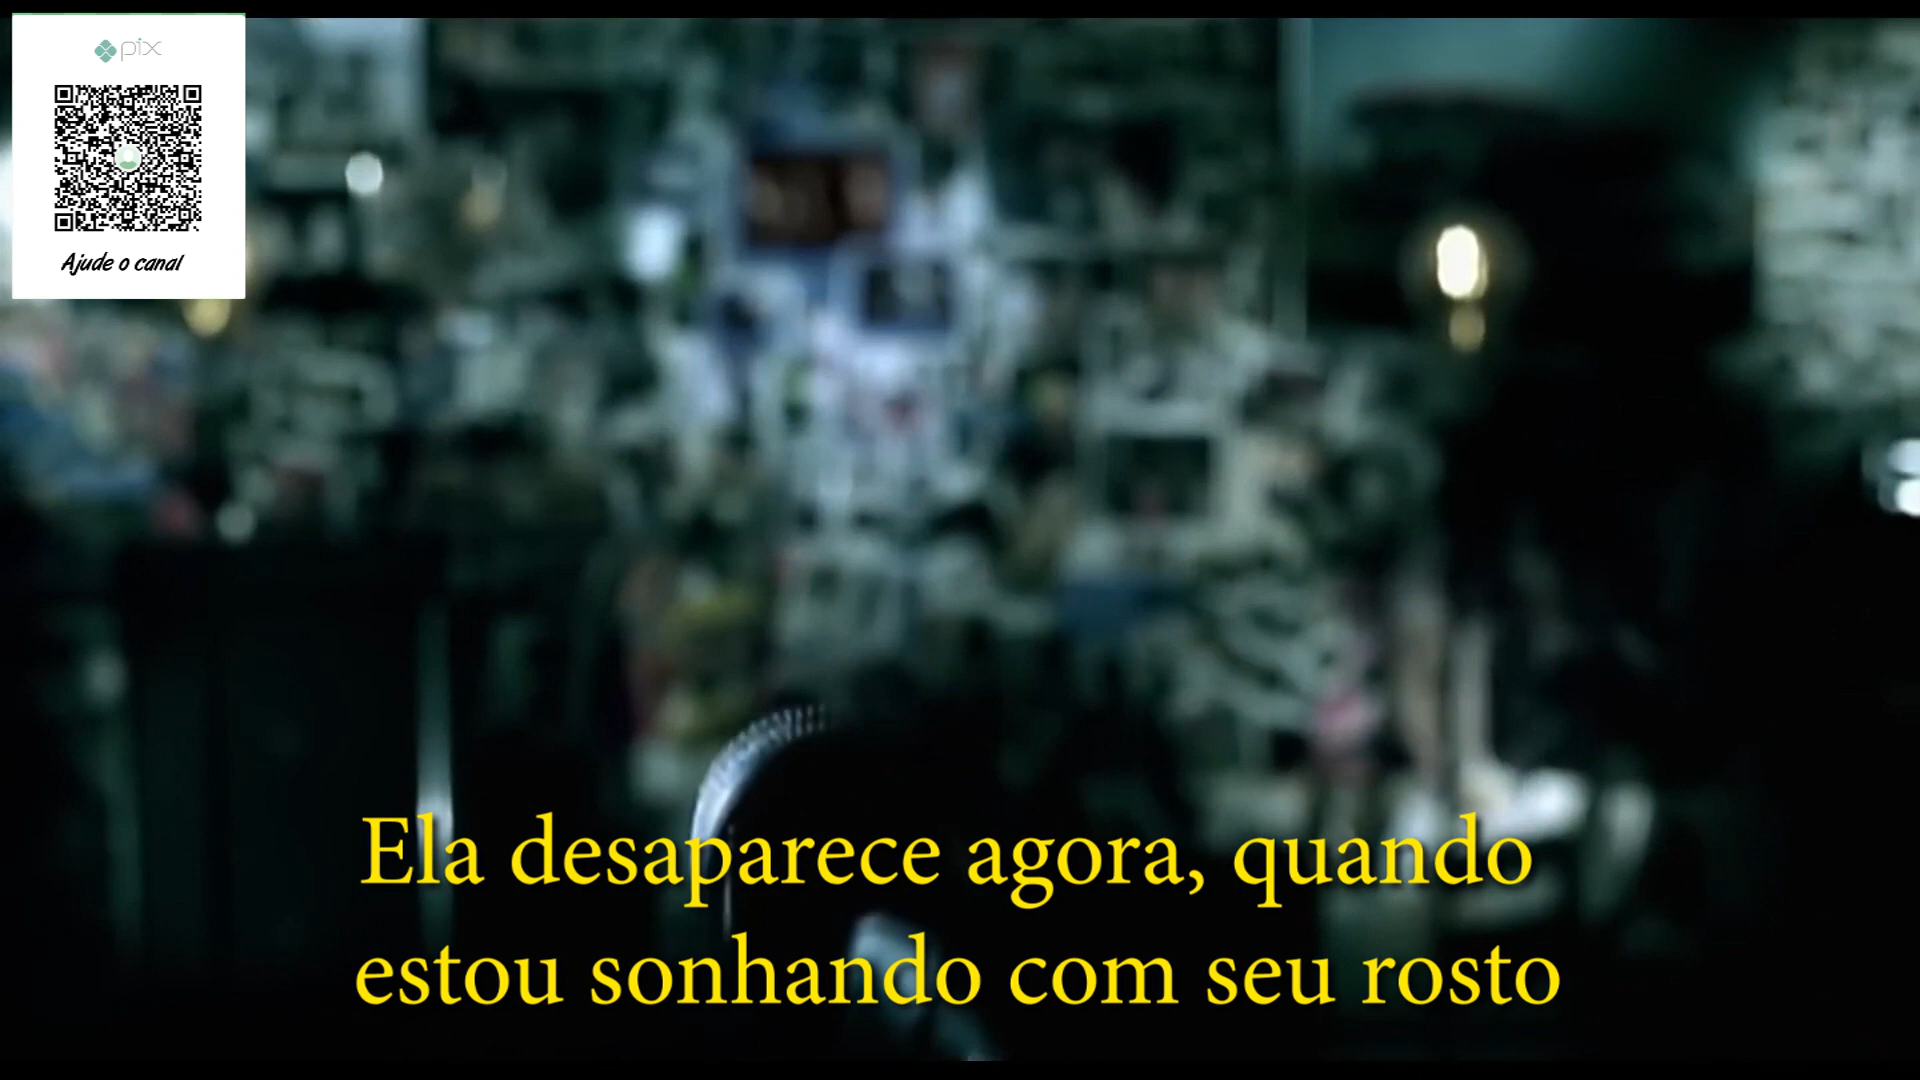 pix
Ajude o canal
Ela desaparece agora, quando
estou sonhando com seu rosto